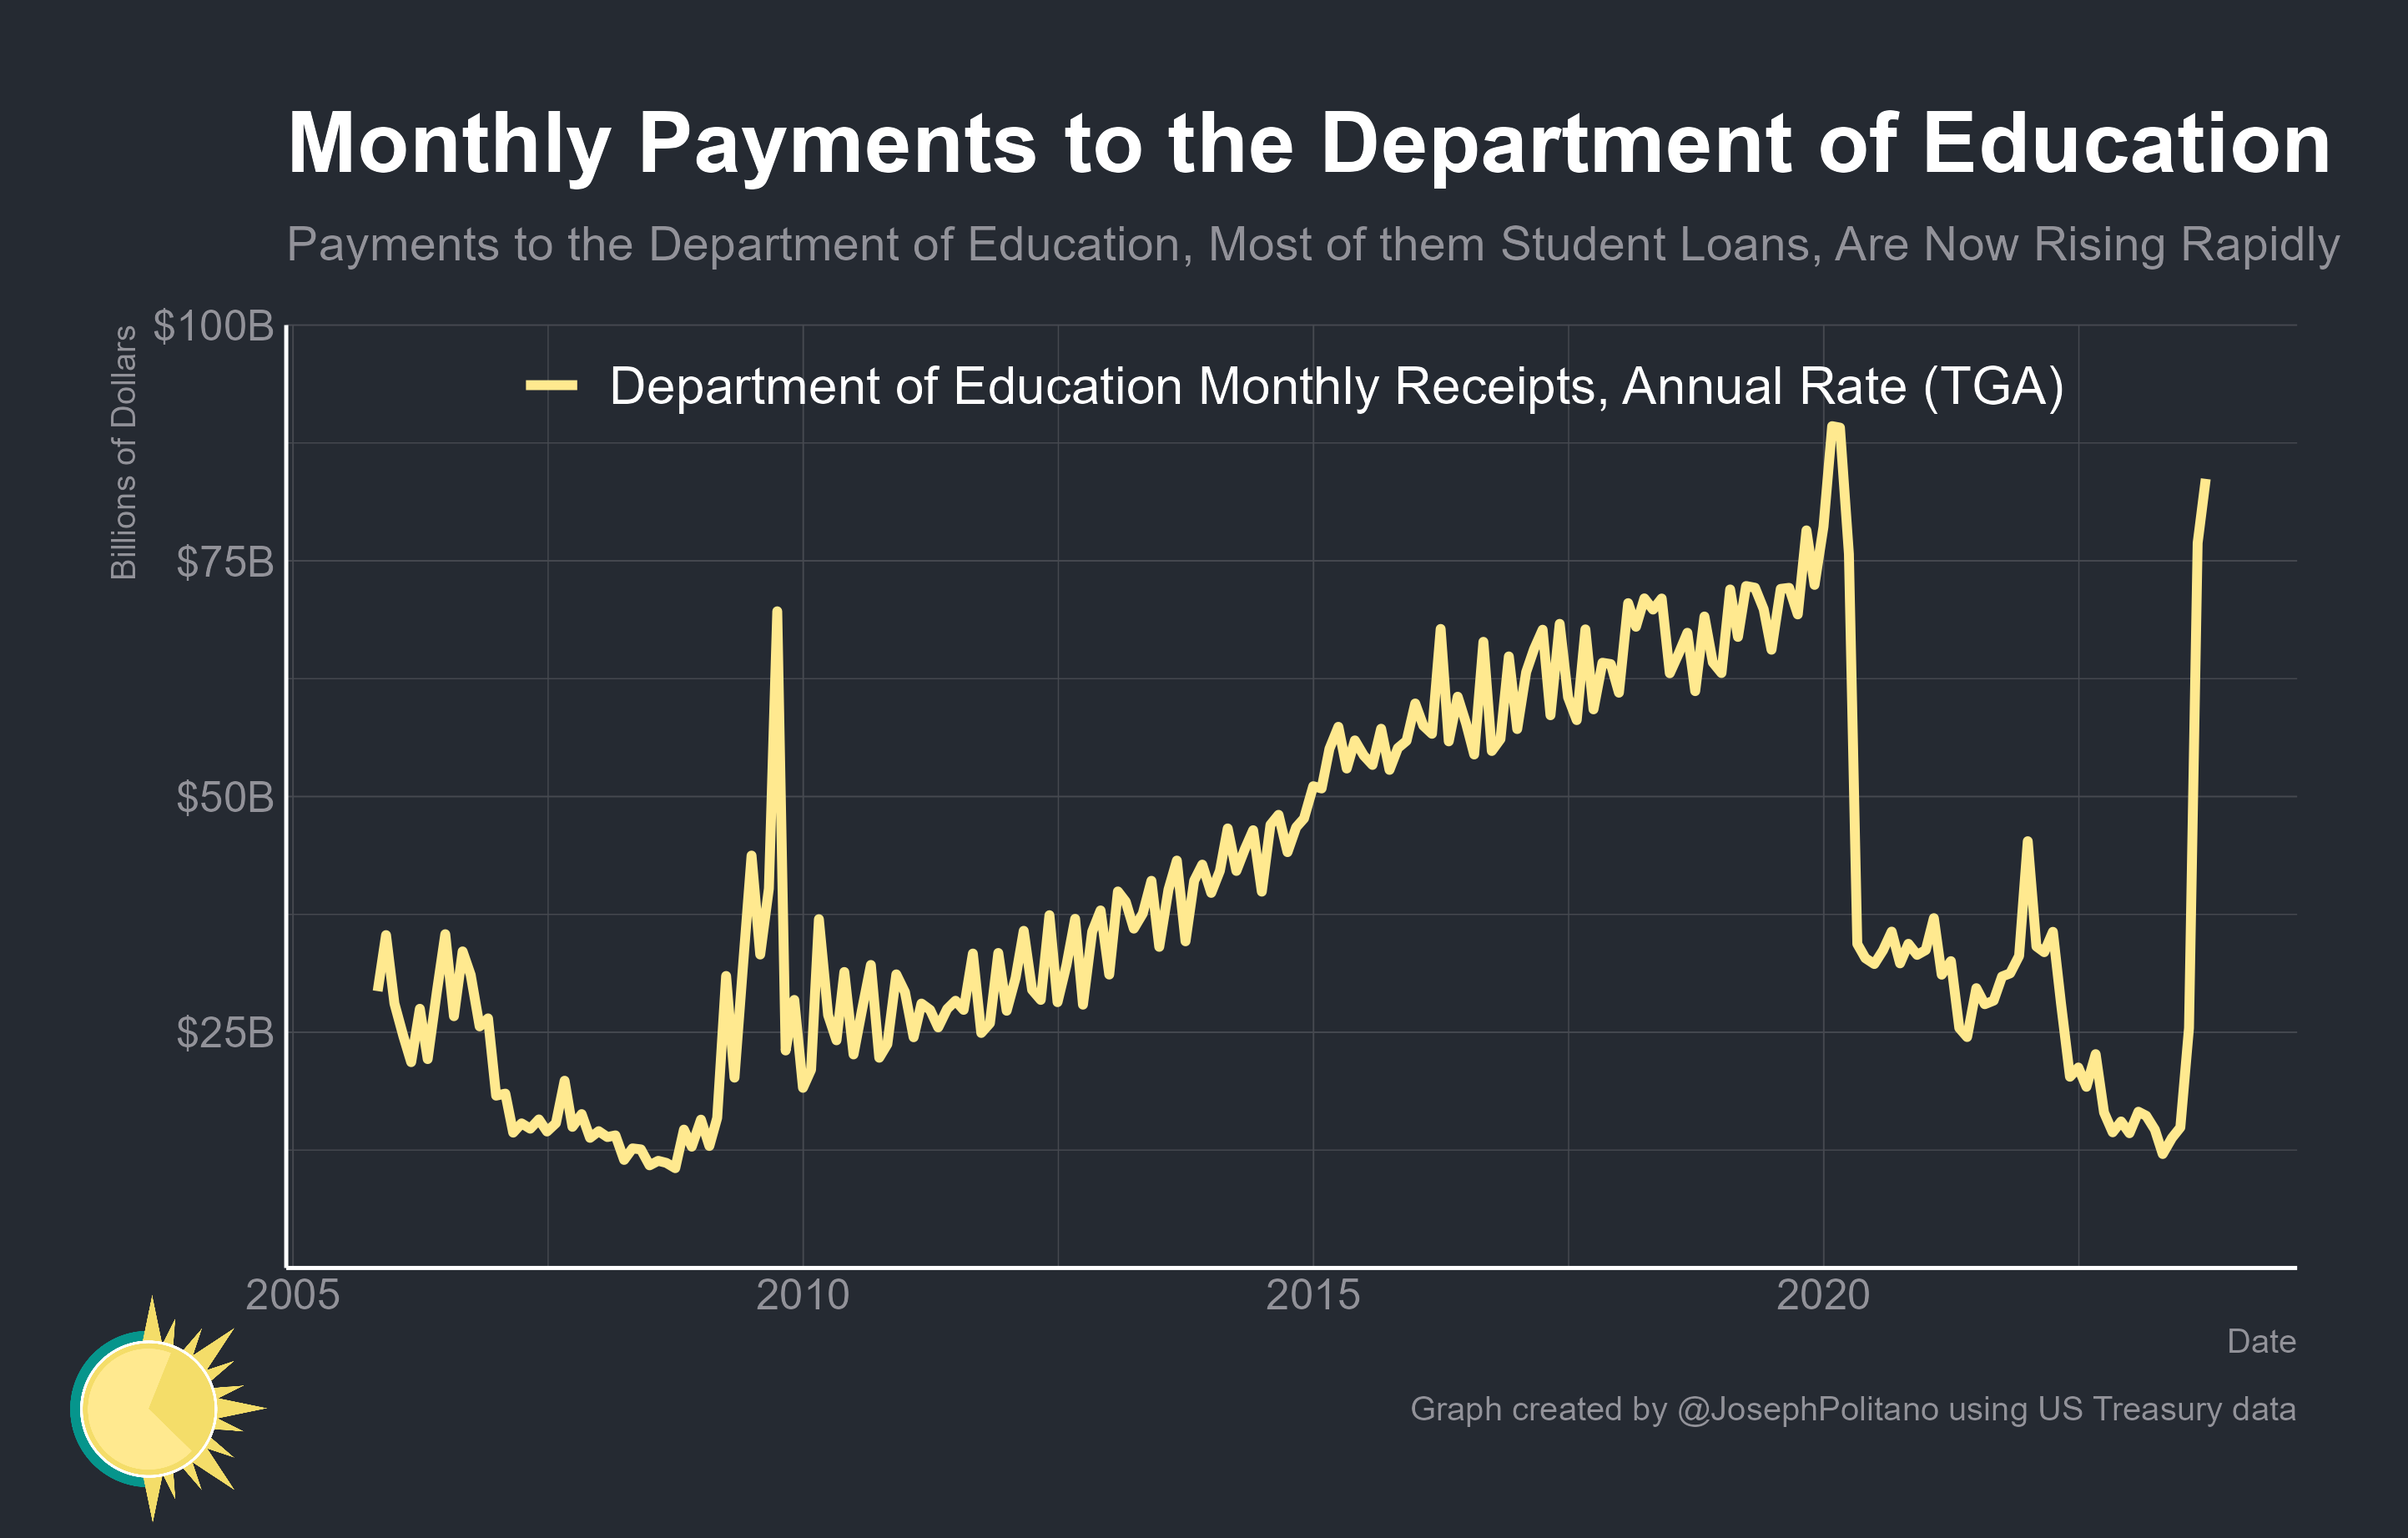 Monthly Payments to the Department of Education
Payments to the Department of Education, Most of them Student Loans, Are Now Rising Rapidly
Billions of Dollars
$100B
$75B
$50B
$25B
Department of Education Monthly Receipts, Annual Rate (TGA)
2005
2010
2015
2020
Date
Graph created by @JosephPolitano using US Treasury data